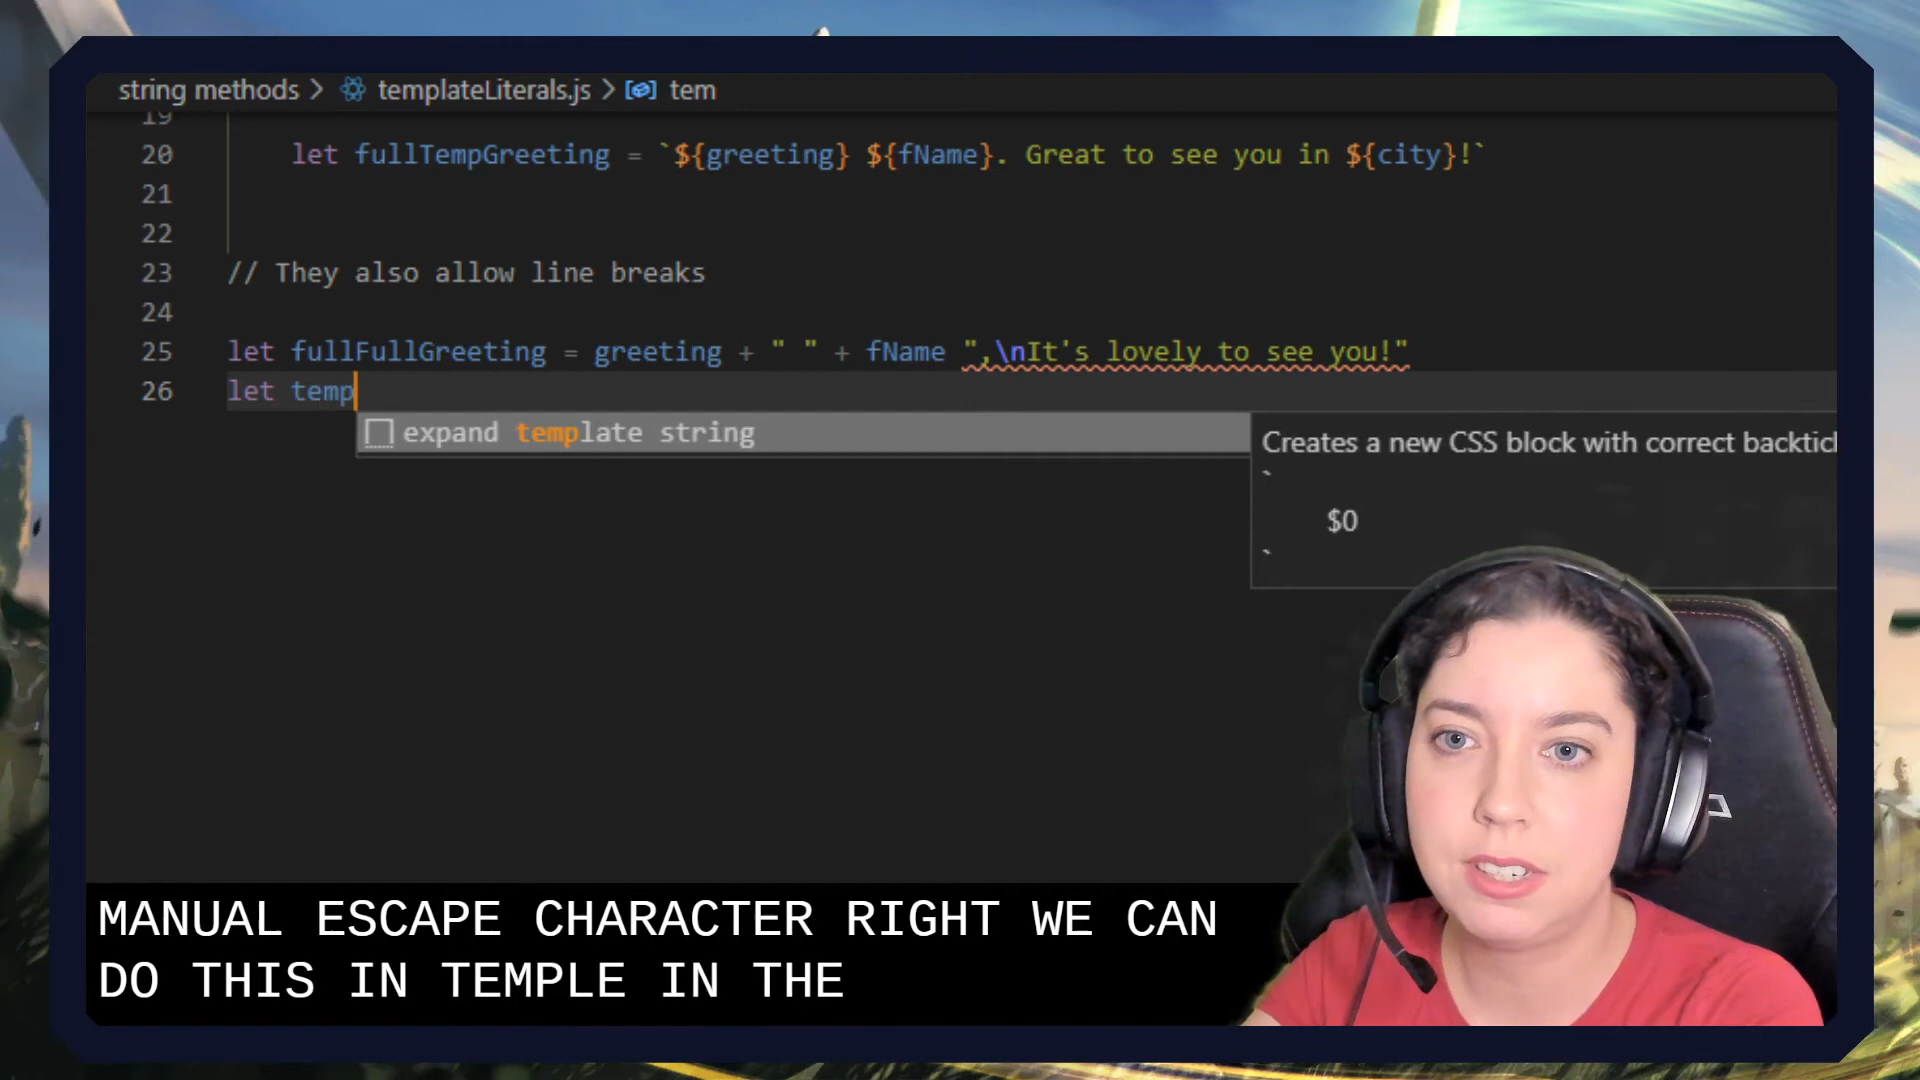 string methods > templateLiterals.js > tem
19
20 let fullTempGreeting = `${greeting} ${fName}. Great to see you in ${city}!`
21
22
23 // They also allow line breaks
24
25 let fullFullGreeting = greeting + " " + fName ",\nIt's lovely to see you!"
26 let temp
expand template string
Creates a new CSS block with correct backtick
`
$0
`
MANUAL ESCAPE CHARACTER RIGHT WE CAN
DO THIS IN TEMPLE IN THE